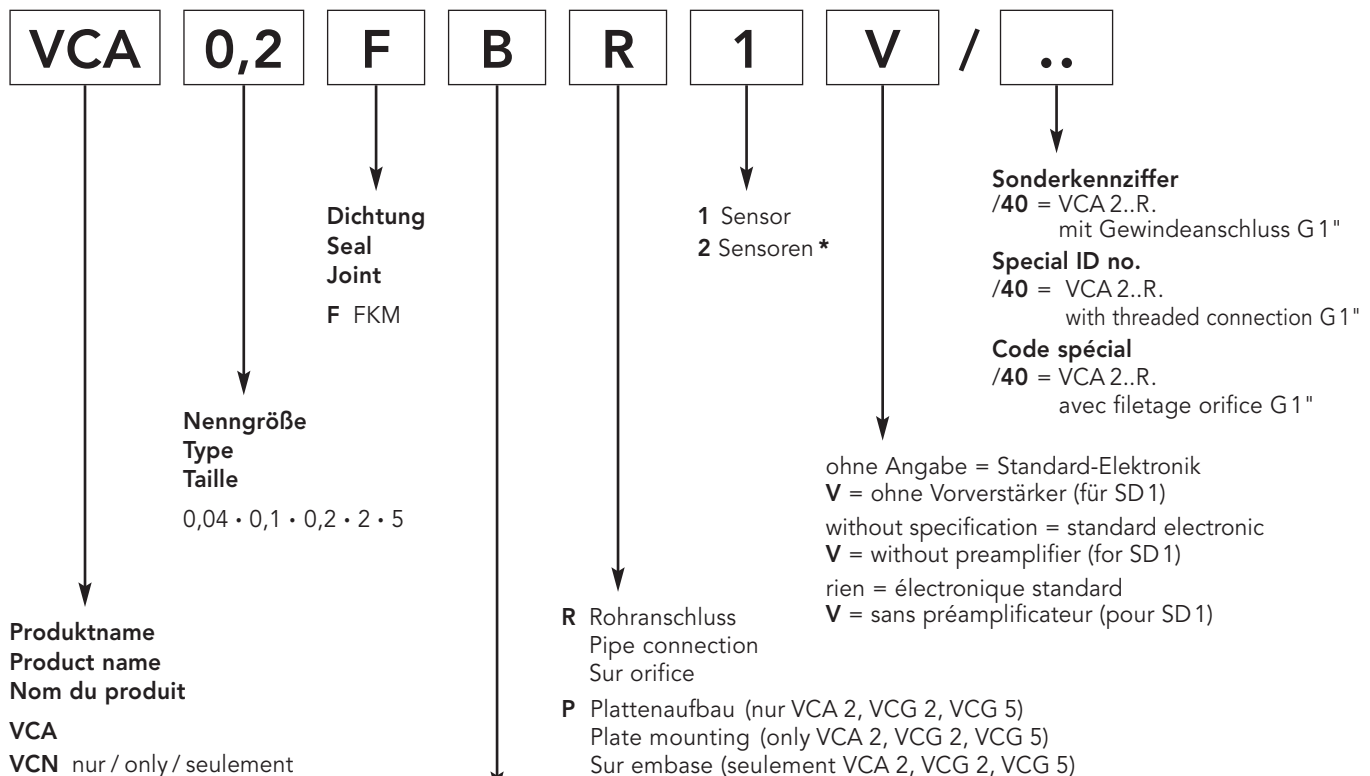 VCA 0,2 F B R 1 V / ..
Dichtung
Seal
Joint
F FKM
1 Sensor
2 Sensoren *
Sonderkennziffer
/40 = VCA 2..R.
mit Gewindeanschluss G 1"
Special ID no.
/40 = VCA 2..R.
with threaded connection G 1"
Code spécial
/40 = VCA 2..R.
avec filetage orifice G 1"
Nenngröße
Type
Taille
0,04 • 0,1 • 0,2 • 2 • 5
ohne Angabe = Standard-Elektronik
V = ohne Vorverstärker (für SD 1)
without specification = standard electronic
V = without preamplifier (for SD 1)
rien = électronique standard
V = sans préamplificateur (pour SD 1)
Produktname
Product name
Nom du produit
VCA
VCN nur / only / seulement
R Rohranschluss
Pipe connection
Sur orifice
P Plattenaufbau (nur VCA 2, VCG 2, VCG 5)
Plate mounting (only VCA 2, VCG 2, VCG 5)
Sur embase (seulement VCA 2, VCG 2, VCG 5)